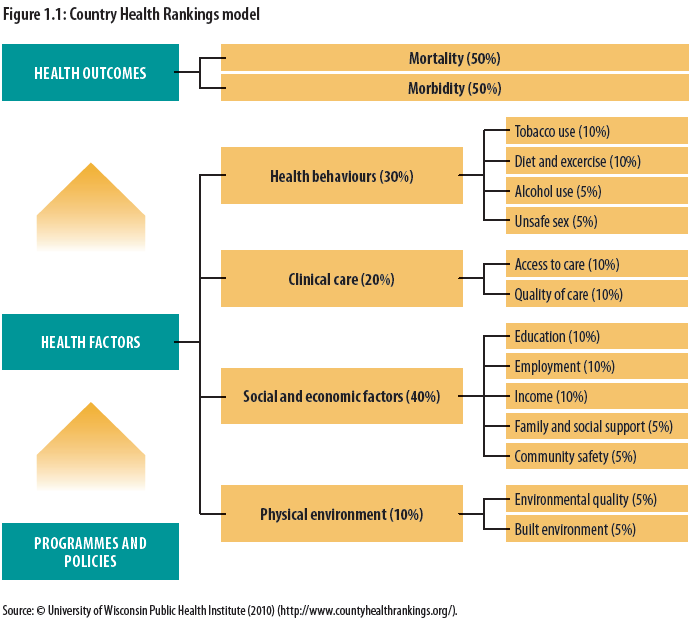 Figure 1.1: Country Health Rankings model
HEALTH OUTCOMES
Mortality (50%)
Morbidity (50%)
Health behaviours (30%)
Tobacco use (10%)
Diet and excercise (10%)
Alcohol use (5%)
Unsafe sex (5%)
Clinical care (20%)
Access to care (10%)
Quality of care (10%)
HEALTH FACTORS
Social and economic factors (40%)
Education (10%)
Employment (10%)
Income (10%)
Family and social support (5%)
Community safety (5%)
Physical environment (10%)
Environmental quality (5%)
Built environment (5%)
PROGRAMMES AND
POLICIES
Source: © University of Wisconsin Public Health Institute (2010) (http://www.countyhealthrankings.org/).